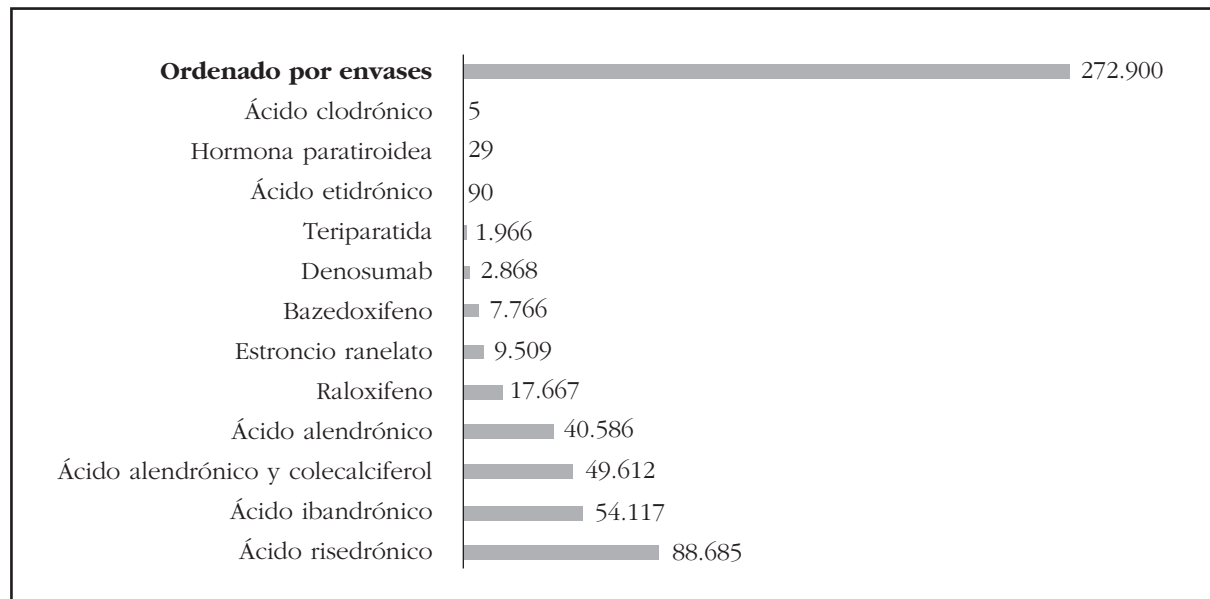 Ordenado por envases 272.900
Ácido clodrónico 5
Hormona paratiroidea 29
Ácido etidrónico 90
Teriparatida 1.966
Denosumab 2.868
Bazedoxifeno 7.766
Estroncio ranelato 9.509
Raloxifeno 17.667
Ácido alendrónico 40.586
Ácido alendrónico y colecalciferol 49.612
Ácido ibandrónico 54.117
Ácido risedrónico 88.685